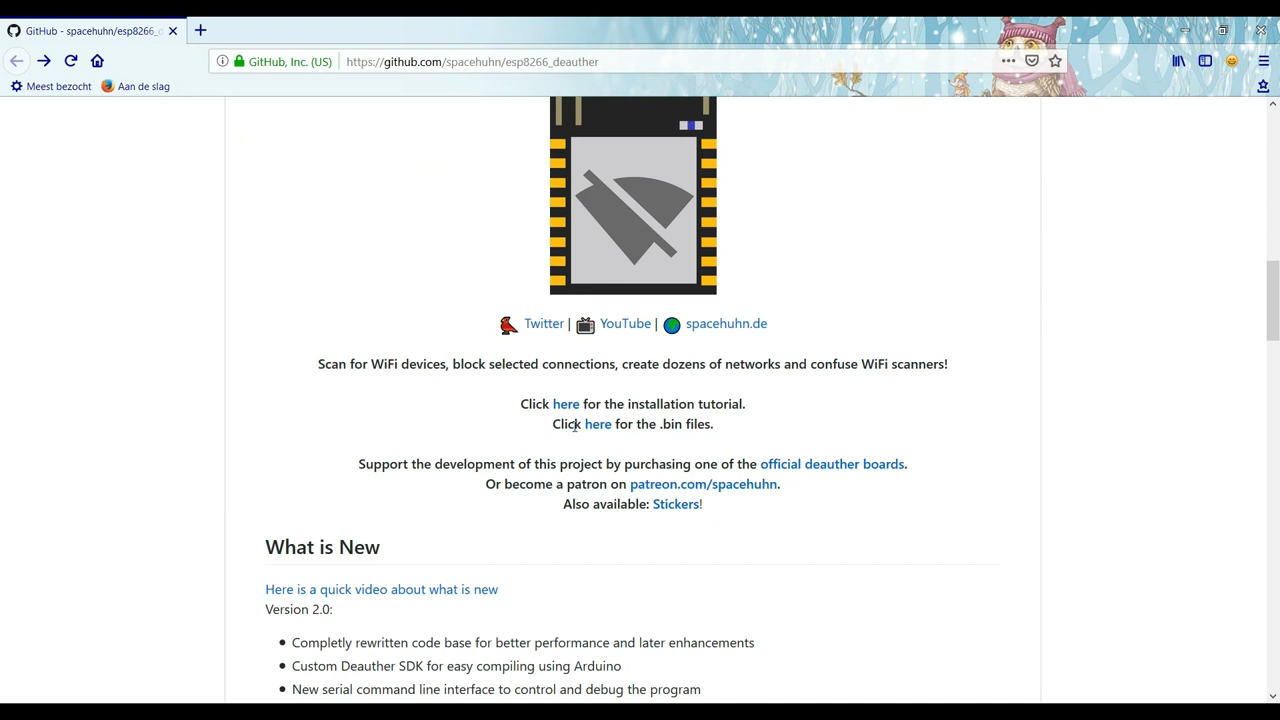 GitHub - spacehuhn/esp8266_d
GitHub, Inc. (US)
https://github.com/spacehuhn/esp8266_deauther
Meest bezocht
Aan de slag
Twitter | YouTube | spacehuhn.de
Scan for WiFi devices, block selected connections, create dozens of networks and confuse WiFi scanners!
Click here for the installation tutorial.
Click here for the .bin files.
Support the development of this project by purchasing one of the official deauther boards.
Or become a patron on patreon.com/spacehuhn.
Also available: Stickers!
What is New
Here is a quick video about what is new
Version 2.0:
Completly rewritten code base for better performance and later enhancements
Custom Deauther SDK for easy compiling using Arduino
New serial command line interface to control and debug the program